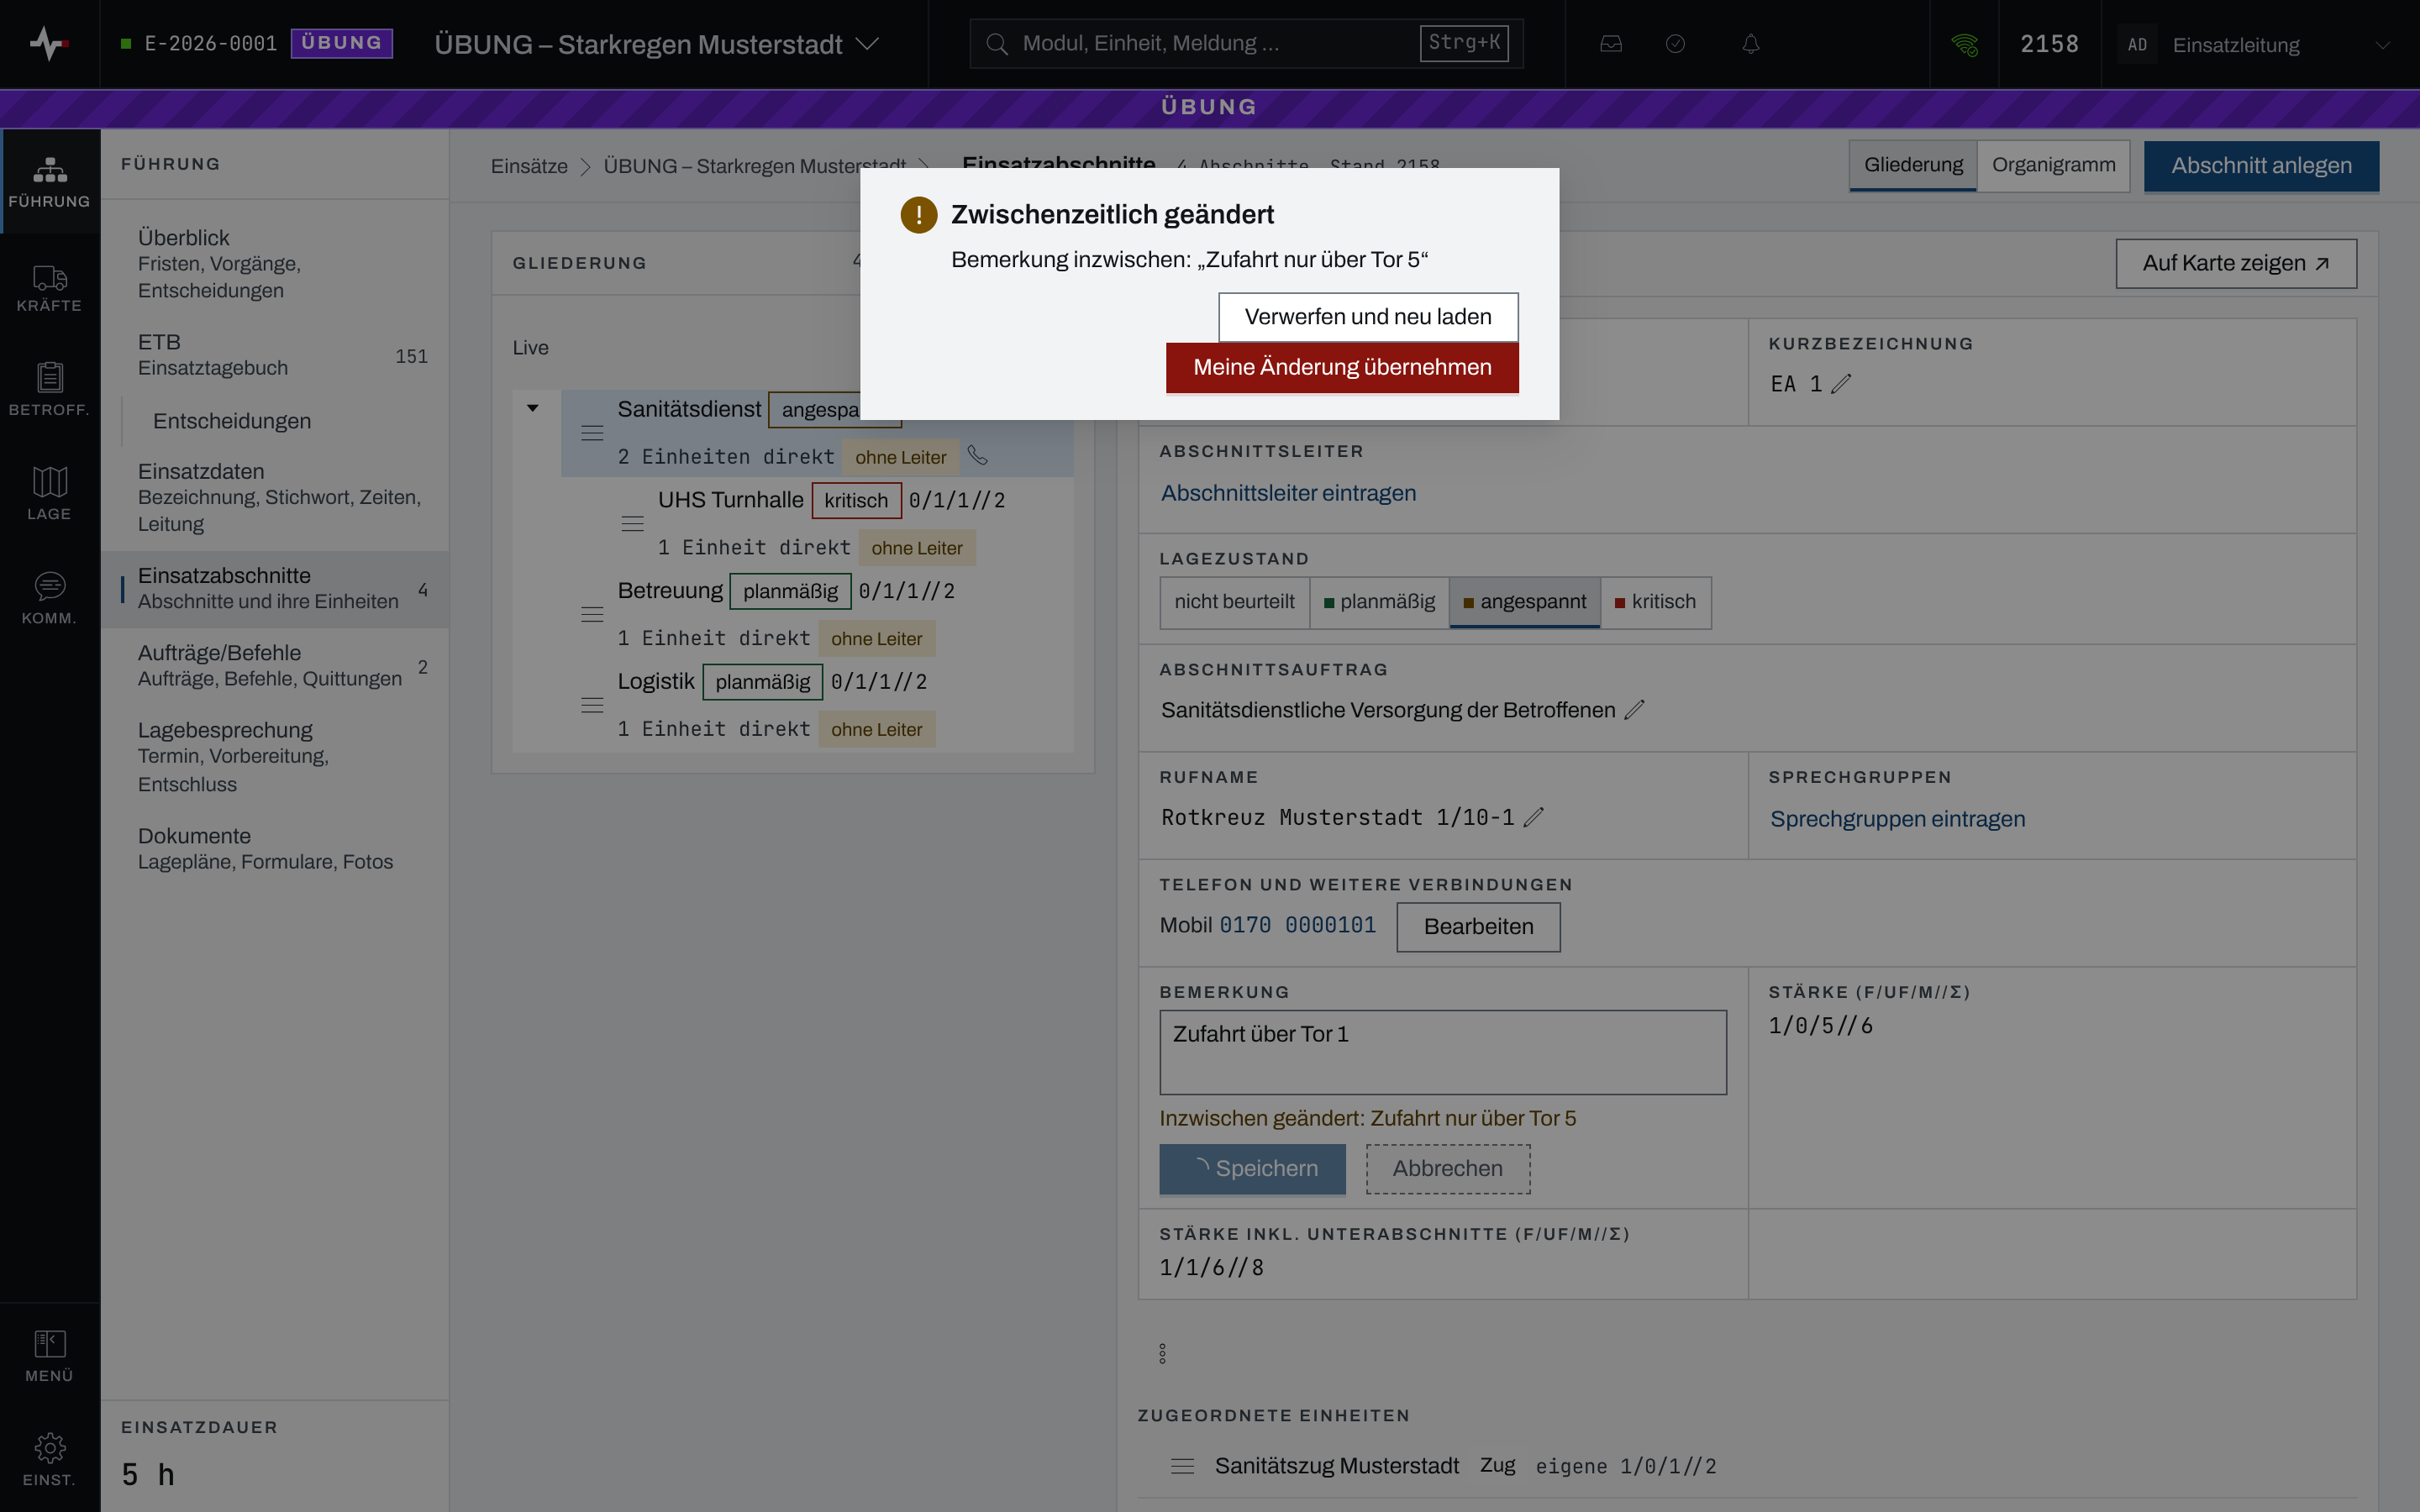 E-2026-0001 ÜBUNG ÜBUNG – Starkregen Musterstadt Modul, Einheit, Meldung ... Strg+K 2158 AD Einsatzleitung
ÜBUNG
FÜHRUNG
KRÄFTE
BETROFF.
LAGE
KOMM.
MENÜ
EINST.
FÜHRUNG
Überblick
Fristen, Vorgänge,
Entscheidungen
ETB
Einsatztagebuch 151
Entscheidungen
Einsatzdaten
Bezeichnung, Stichwort, Zeiten,
Leitung
Einsatzabschnitte
Abschnitte und ihre Einheiten 4
Aufträge/Befehle
Aufträge, Befehle, Quittungen 2
Lagebesprechung
Termin, Vorbereitung,
Entschluss
Dokumente
Lagepläne, Formulare, Fotos
EINSATZDAUER
5 h
Einsätze ÜBUNG – Starkregen Musterstadt Einsatzabschnitte 4 Abschnitte Stand 2158 Gliederung Organigramm Abschnitt anlegen
Zwischenzeitlich geändert
Bemerkung inzwischen: „Zufahrt nur über Tor 5“
Verwerfen und neu laden
Meine Änderung übernehmen
GLIEDERUNG 4
Live
Sanitätsdienst angespa
2 Einheiten direkt ohne Leiter
UHS Turnhalle kritisch 0/1/1//2
1 Einheit direkt ohne Leiter
Betreuung planmäßig 0/1/1//2
1 Einheit direkt ohne Leiter
Logistik planmäßig 0/1/1//2
1 Einheit direkt ohne Leiter
Auf Karte zeigen
KURZBEZEICHNUNG
EA 1
ABSCHNITTSLEITER
Abschnittsleiter eintragen
LAGEZUSTAND
nicht beurteilt planmäßig angespannt kritisch
ABSCHNITTSAUFTRAG
Sanitätsdienstliche Versorgung der Betroffenen
RUFNAME
Rotkreuz Musterstadt 1/10-1
SPRECHGRUPPEN
Sprechgruppen eintragen
TELEFON UND WEITERE VERBINDUNGEN
Mobil 0170 0000101 Bearbeiten
BEMERKUNG
Zufahrt über Tor 1
Inzwischen geändert: Zufahrt nur über Tor 5
Speichern Abbrechen
STÄRKE (F/UF/M//Σ)
1/0/5//6
STÄRKE INKL. UNTERABSCHNITTE (F/UF/M//Σ)
1/1/6//8
ZUGEORDNETE EINHEITEN
Sanitätszug Musterstadt Zug eigene 1/0/1//2